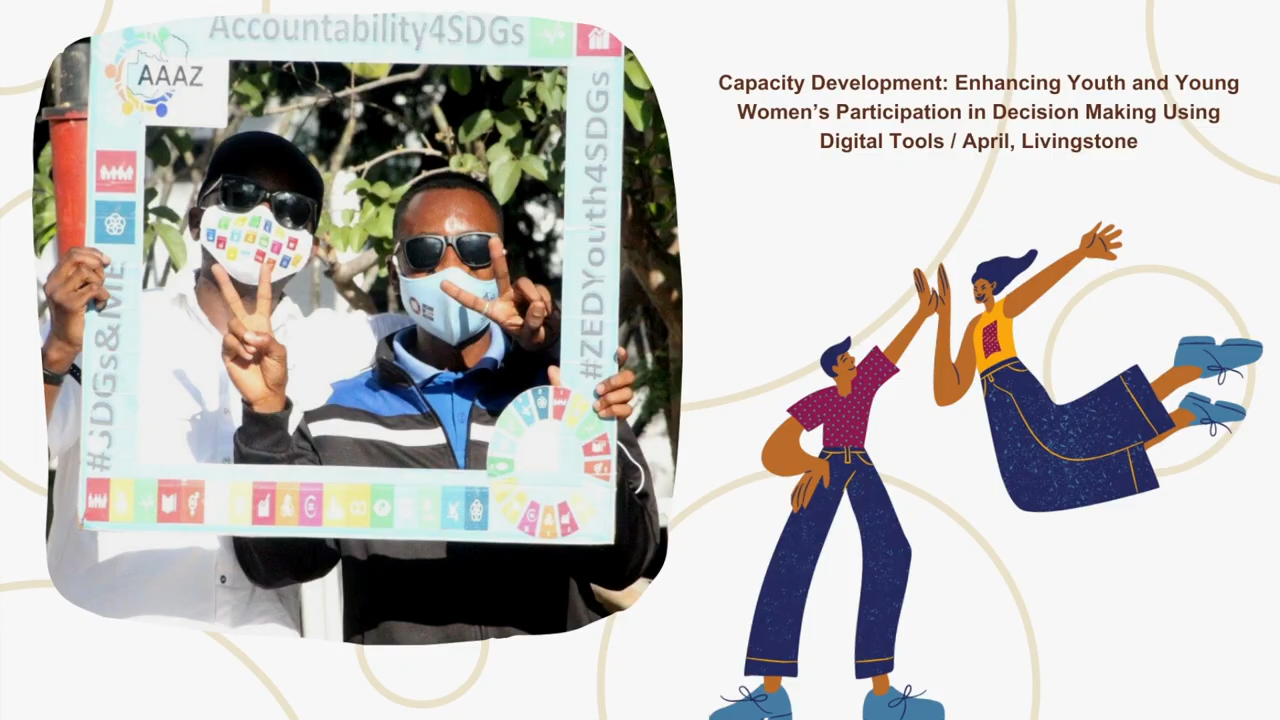 Accountability4SDGs
AAAZ
#SDGs&ME
#ZEDYouth4SDGs
Capacity Development: Enhancing Youth and Young
Women’s Participation in Decision Making Using
Digital Tools / April, Livingstone